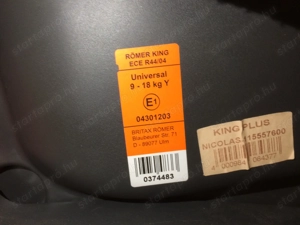 RÖMER KING
ECE R44/04
Universal
9 - 18 kg Y
E1
04301203
BRITAX RÖMER
Blaubeurer Str. 71
D - 89077 Ulm
0374483
KING PLUS